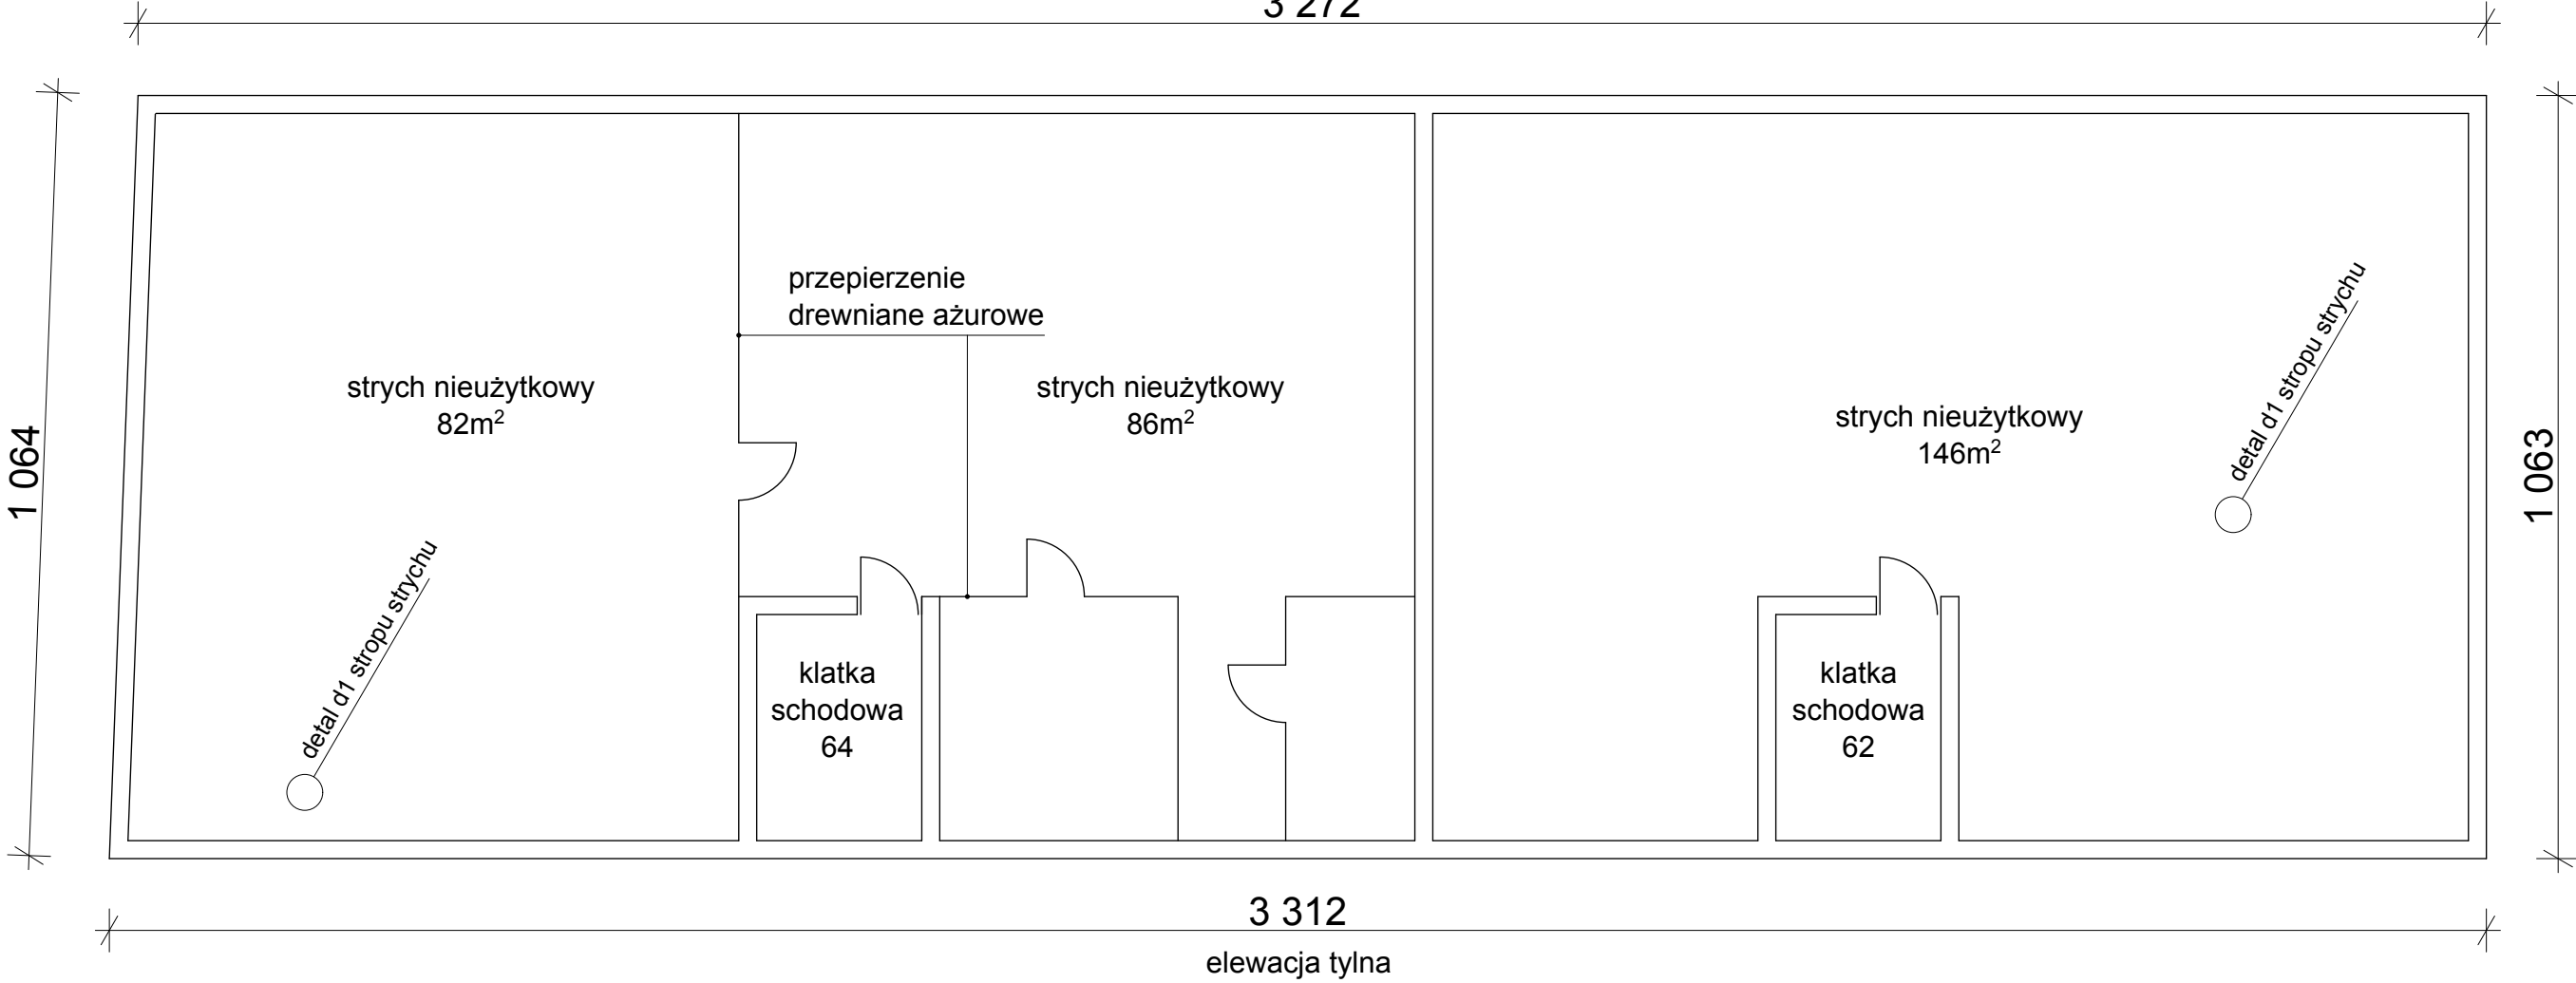 3 272
przepierzenie
drewniane ażurowe
strych nieużytkowy
82m²
strych nieużytkowy
86m²
strych nieużytkowy
146m²
detal d1 stropu strychu
detal d1 stropu strychu
1 064
1 063
klatka
schodowa
64
klatka
schodowa
62
3 312
elewacja tylna